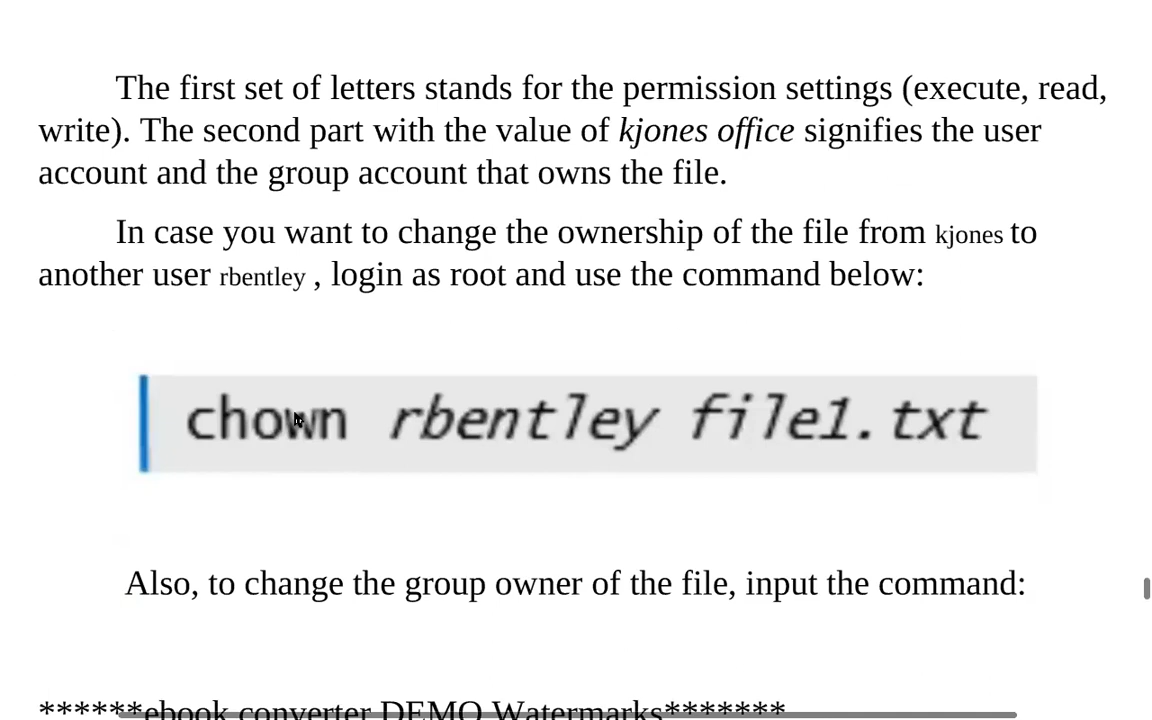 The first set of letters stands for the permission settings (execute, read,
write). The second part with the value of kjones office signifies the user
account and the group account that owns the file.
In case you want to change the ownership of the file from kjones to
another user rbentley , login as root and use the command below:
chown rbentley file1.txt
Also, to change the group owner of the file, input the command:
******ebook converter DEMO Watermarks*******